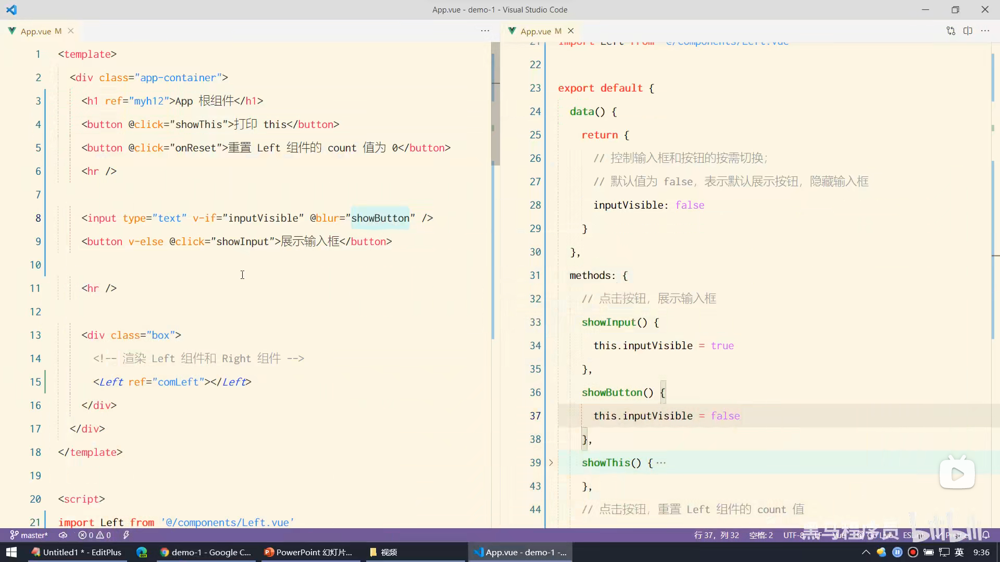 App.vue - demo-1 - Visual Studio Code
App.vue M
1 <template>
2 <div class="app-container">
3 <h1 ref="myh12">App 根组件</h1>
4 <button @click="showThis">打印 this</button>
5 <button @click="onReset">重置 Left 组件的 count 值为 0</button>
6 <hr />
7
8 <input type="text" v-if="inputVisible" @blur="showButton" />
9 <button v-else @click="showInput">展示输入框</button>
10
11 <hr />
12
13 <div class="box">
14 <!-- 渲染 Left 组件和 Right 组件 -->
15 <Left ref="comLeft"></Left>
16 </div>
17 </div>
18 </template>
19
20 <script>
21 import Left from '@/components/Left.vue'
App.vue M
21 import Left from '@/components/Left.vue'
22
23 export default {
24 data() {
25 return {
26 // 控制输入框和按钮的按需切换;
27 // 默认值为 false，表示默认展示按钮，隐藏输入框
28 inputVisible: false
29 }
30 },
31 methods: {
32 // 点击按钮，展示输入框
33 showInput() {
34 this.inputVisible = true
35 },
36 showButton() {
37 this.inputVisible = false
38 },
39 showThis() { ···
43 },
44 // 点击按钮，重置 Left 组件的 count 值
黑马程序员 bilibili
master* 0 0 行 37，列 32 空格: 2 UTF-8 LF Vue Go Live ESLint Prettier
Untitled1 * - EditPlus
DEV
demo-1 - Google C...
PowerPoint 幻灯片...
视频
App.vue - demo-1 -...
英 9:36